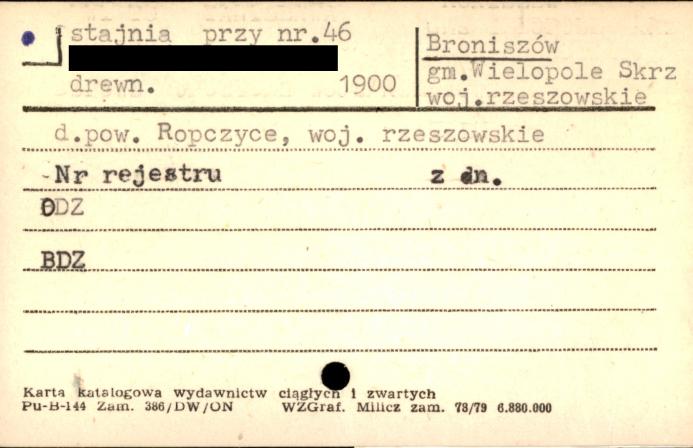 stajnia przy nr.46
Broniszów
drewn. 1900
gm.Wielopole Skrz
woj.rzeszowskie
d.pow. Ropczyce, woj. rzeszowskie
-Nr rejestru z dn.
ODZ
BDZ
Karta katalogowa wydawnictw ciągłych i zwartych
Pu-B-144 Zam. 386/DW/ON WZGraf. Milicz zam. 78/79 6.880.000